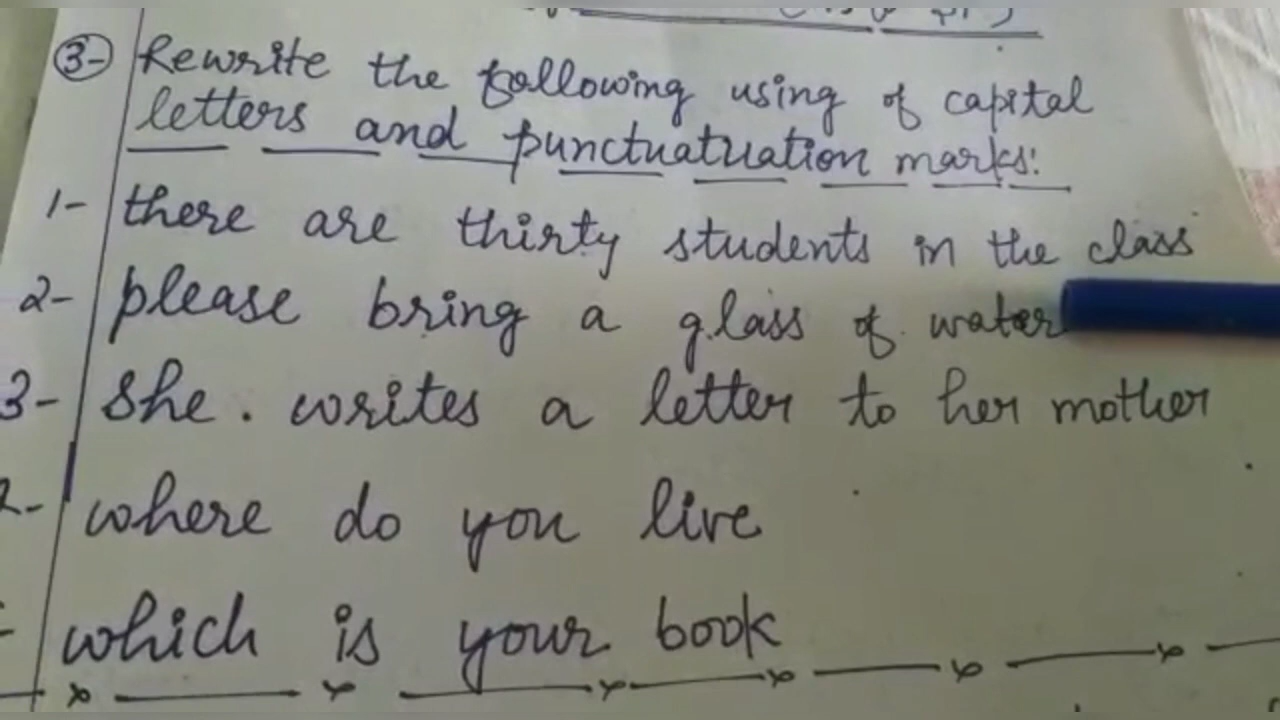 3- Rewrite the following using of capital
letters and punctuatuation marks:
1- there are thirty students in the class
2- please bring a glass of water
3- She . writes a letter to her mother
where do you live
which is your book